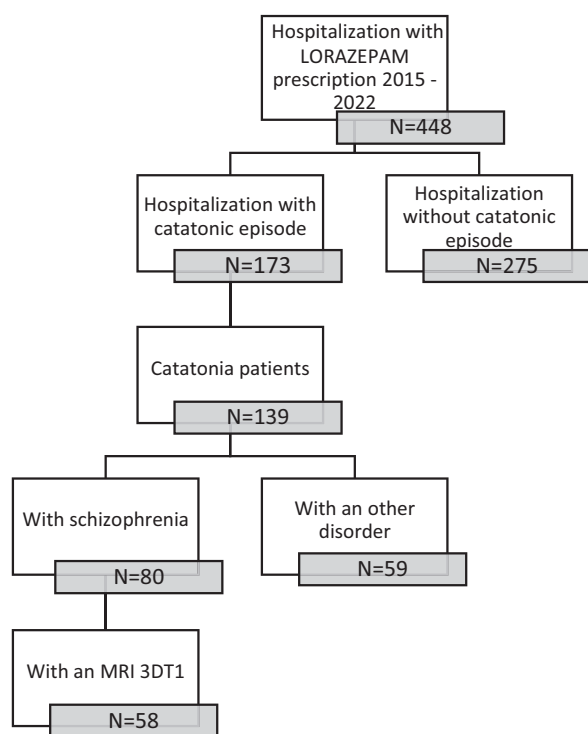 Hospitalization with
LORAZEPAM
prescription 2015 -
2022
N=448
Hospitalization with
catatonic episode
N=173
Hospitalization
without catatonic
episode
N=275
Catatonia patients
N=139
With schizophrenia
N=80
With an other
disorder
N=59
With an MRI 3DT1
N=58